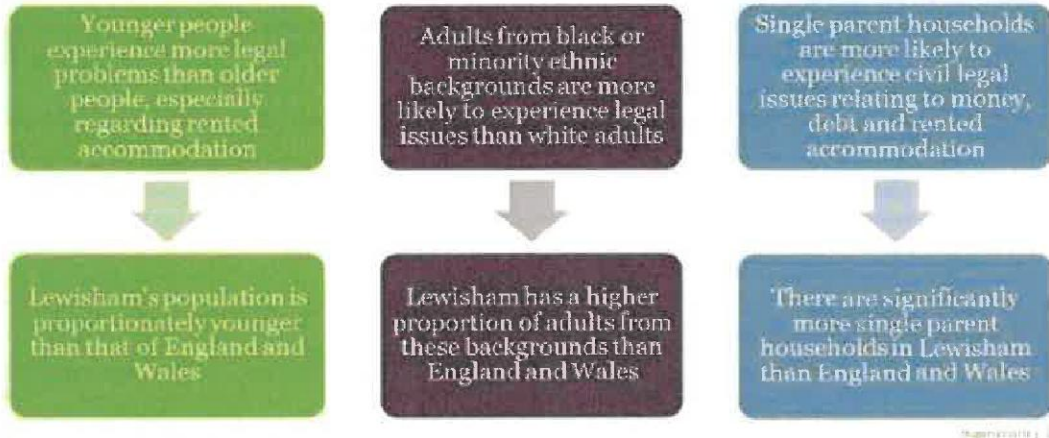 Younger people
experience more legal
problems than older
people, especially
regarding rented
accommodation
Adults from black or
minority ethnic
backgrounds are more
likely to experience legal
issues than white adults
Single parent households
are more likely to
experience civil legal
issues relating to money,
debt and rented
accommodation
Lewisham's population is
proportionately younger
than that of England and
Wales
Lewisham has a higher
proportion of adults from
these backgrounds than
England and Wales
There are significantly
more single parent
households in Lewisham
than England and Wales